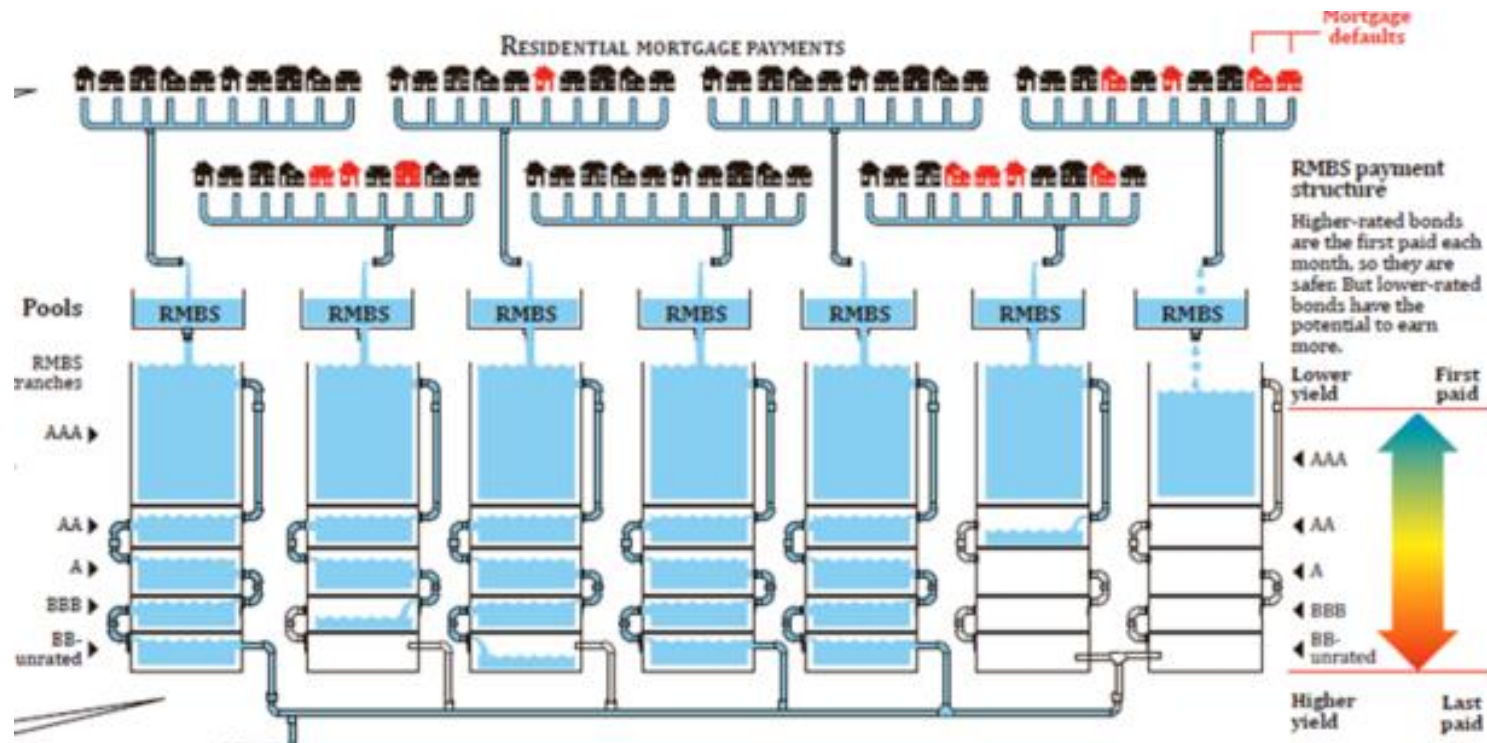 Mortgage
defaults
RESIDENTIAL MORTGAGE PAYMENTS
RMBS payment
structure
Higher-rated bonds
are the first paid each
month, so they are
safer. But lower-rated
bonds have the
potential to earn
more.
Pools
RMBS
RMBS
RMBS
RMBS
RMBS
RMBS
RMBS
RMBS
ranches
Lower
yield
First
paid
AAA
AAA
AA
AA
A
A
BBB
BBB
BB-
unrated
BB-
unrated
Higher
yield
Last
paid